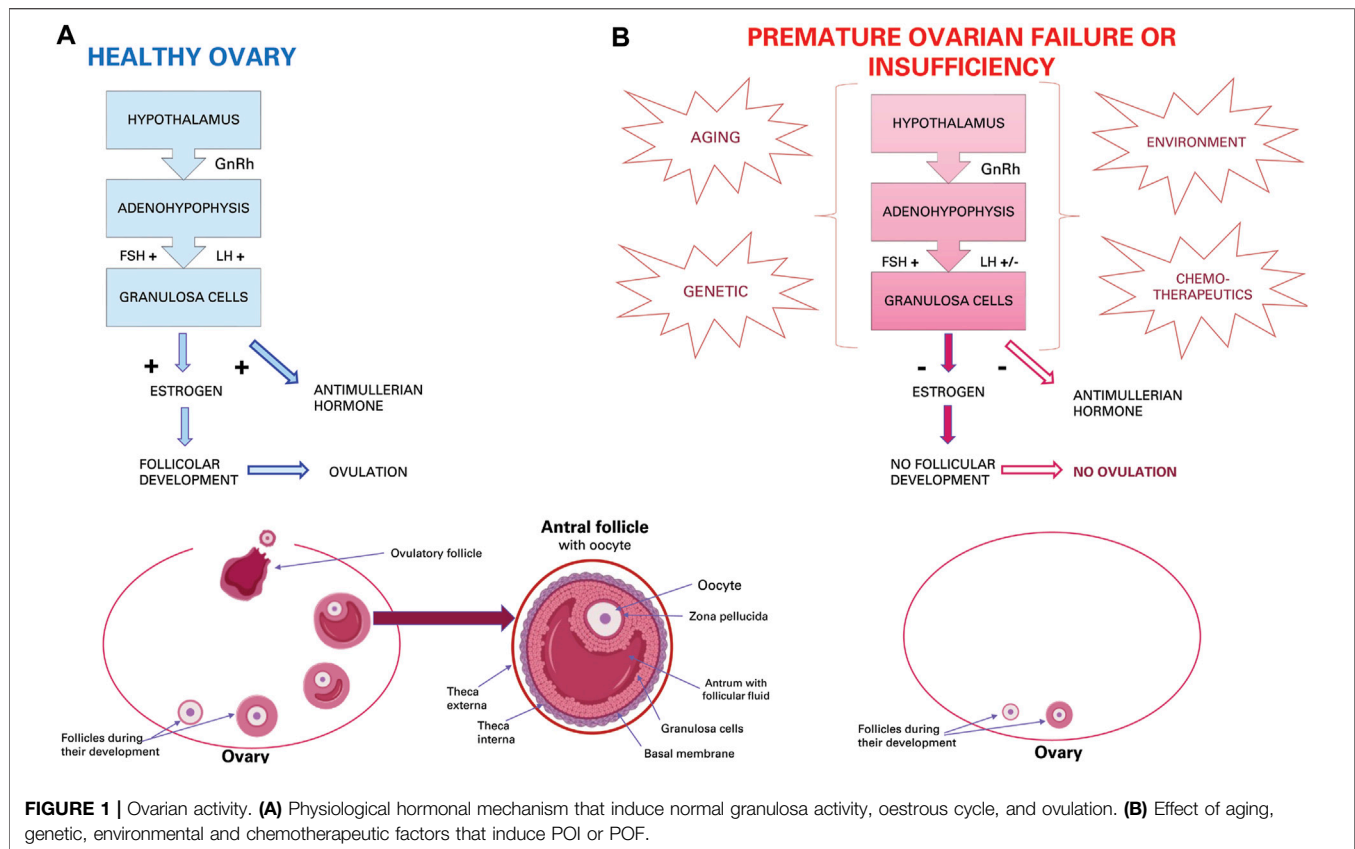 A
HEALTHY OVARY
HYPOTHALAMUS
GnRh
ADENOHYPOPHYSIS
FSH + LH +
GRANULOSA CELLS
+ +
ESTROGEN
ANTIMULLERIAN
HORMONE
FOLLICOLAR
DEVELOPMENT
OVULATION
B
PREMATURE OVARIAN FAILURE OR
INSUFFICIENCY
AGING
GENETIC
HYPOTHALAMUS
GnRh
ADENOHYPOPHYSIS
FSH + LH +/-
GRANULOSA CELLS
ENVIRONMENT
CHEMO-
THERAPEUTICS
- -
ESTROGEN
ANTIMULLERIAN
HORMONE
NO FOLLICULAR
DEVELOPMENT
NO OVULATION
Ovulatory follicle
Follicles during
their development
Ovary
Antral follicle
with oocyte
Oocyte
Zona pellucida
Antrum with
follicular fluid
Granulosa cells
Basal membrane
Theca
externa
Theca
interna
Follicles during
their development
Ovary
FIGURE 1 | Ovarian activity. (A) Physiological hormonal mechanism that induce normal granulosa activity, oestrous cycle, and ovulation. (B) Effect of aging,
genetic, environmental and chemotherapeutic factors that induce POI or POF.